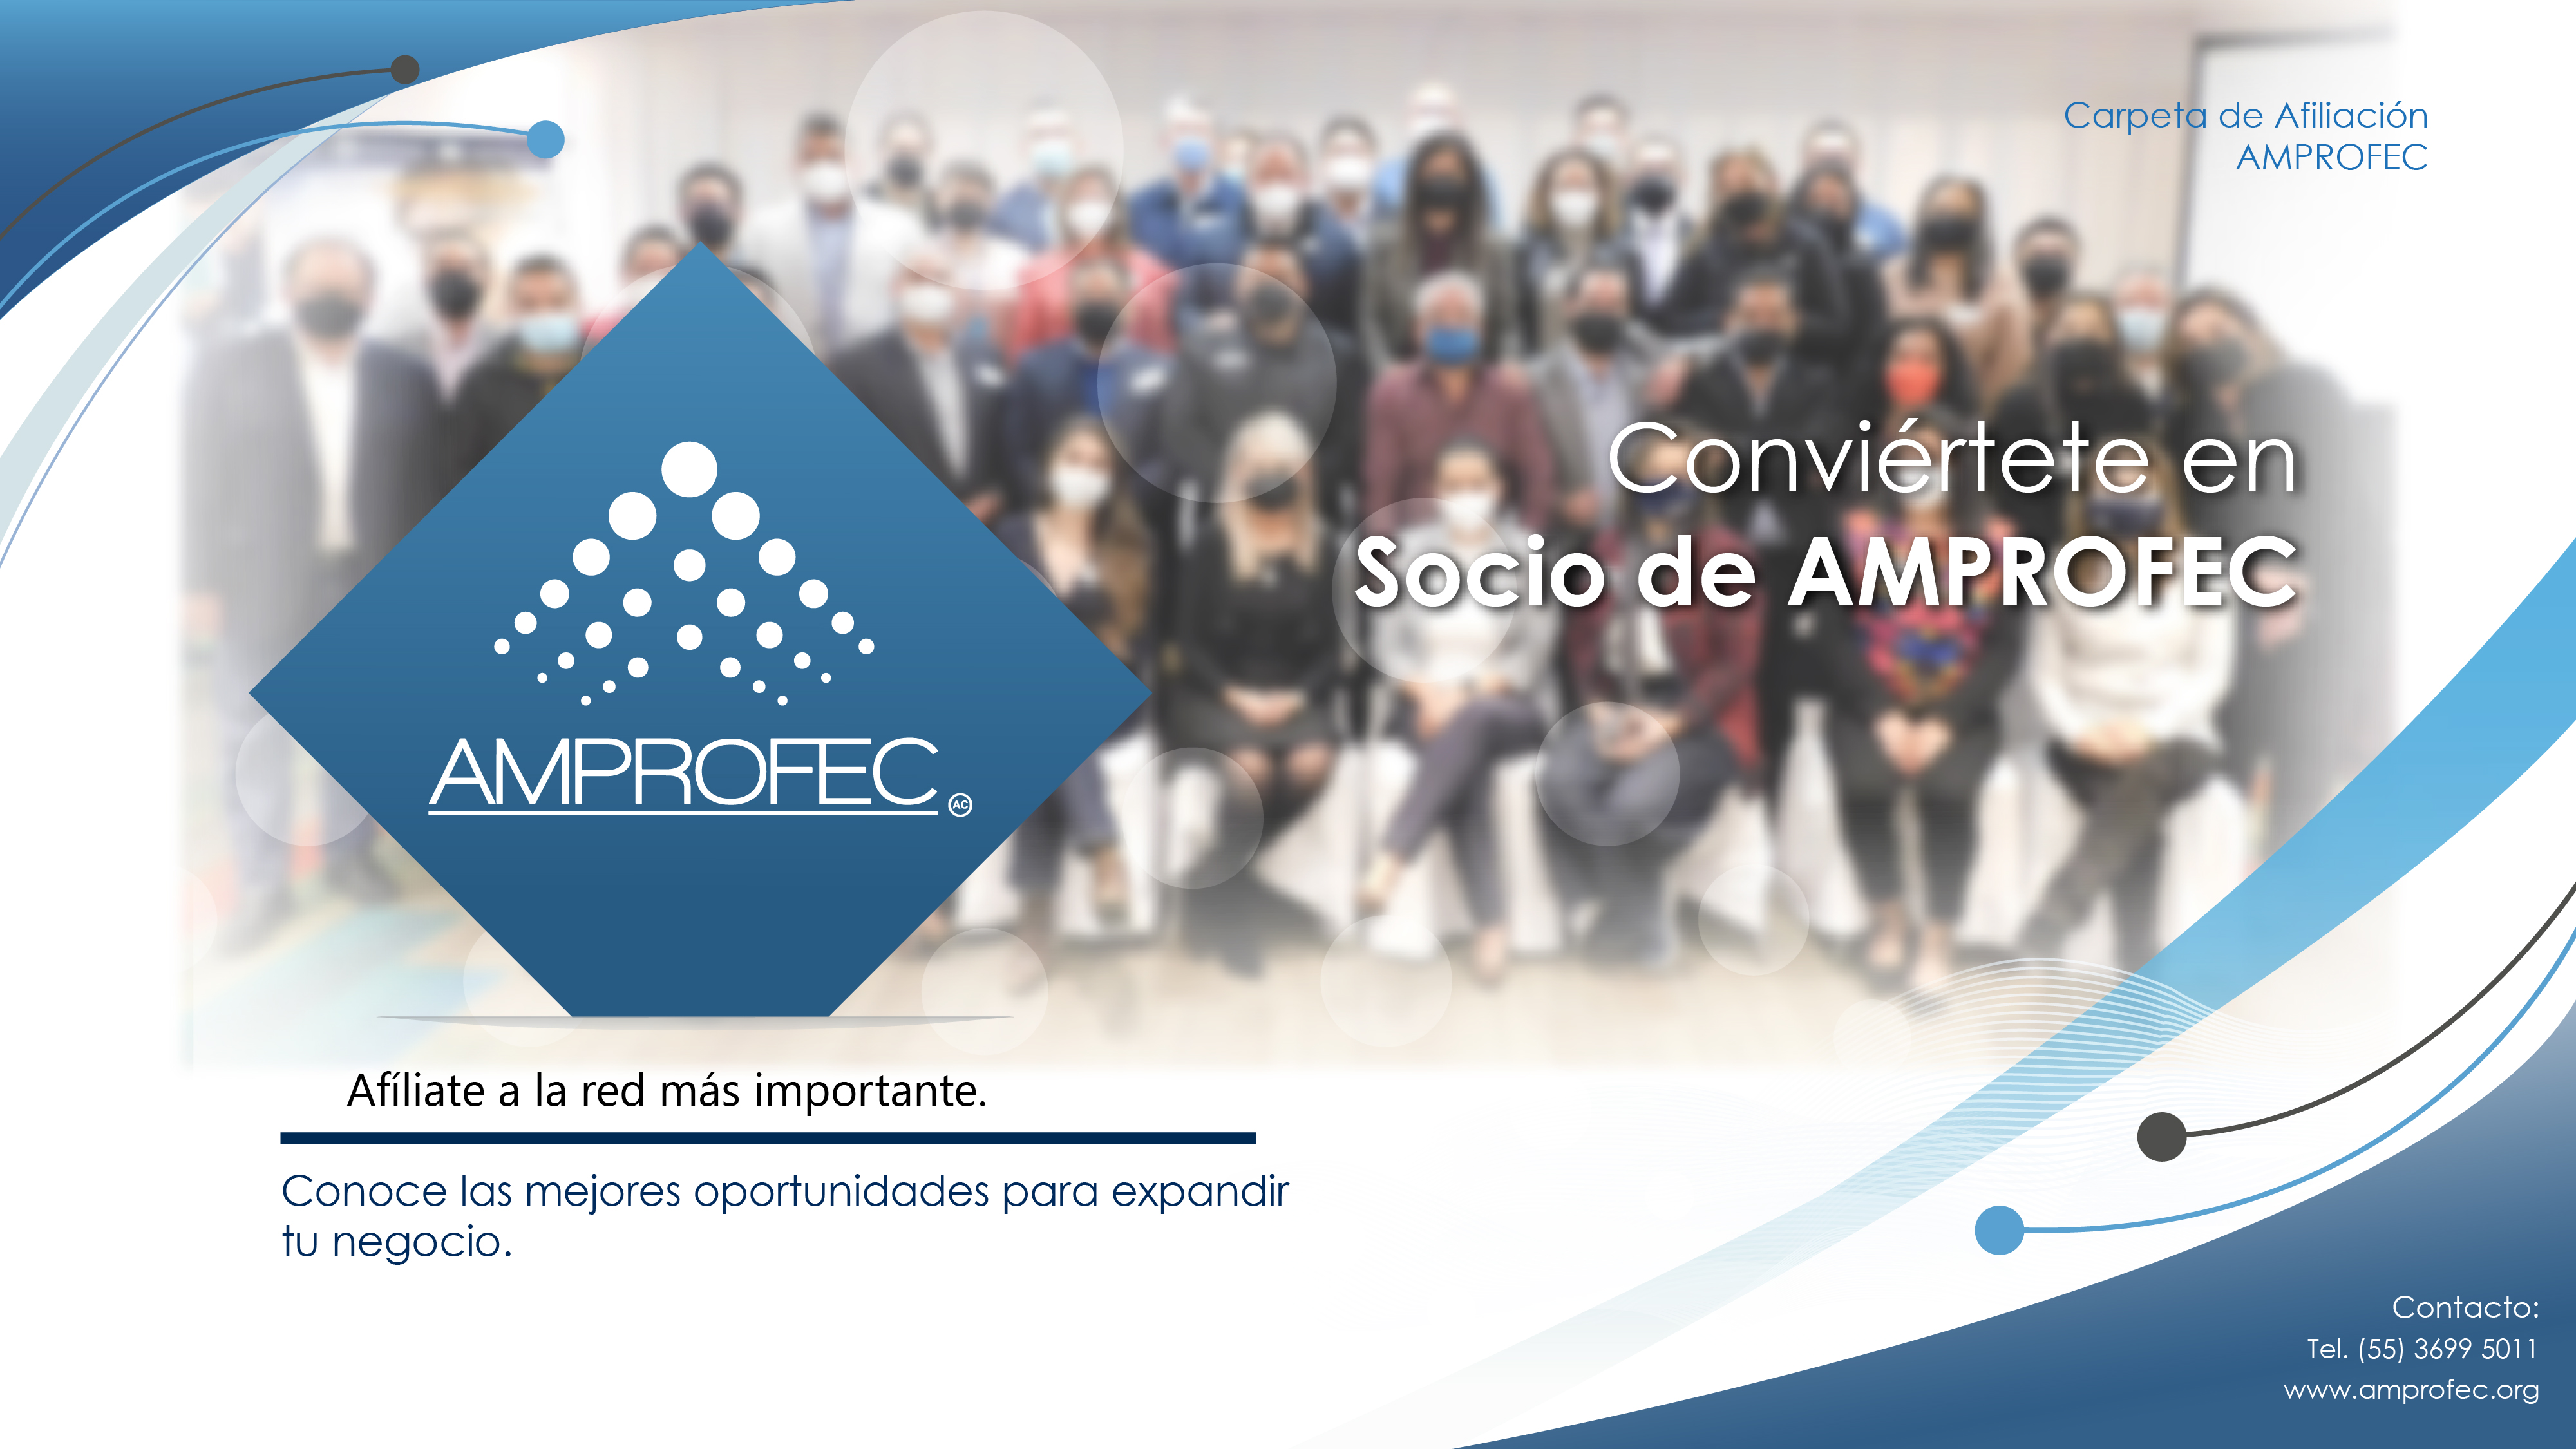 Carpeta de Afiliación
AMPROFEC
Conviértete en
Socio de AMPROFEC
AMPROFEC AC
Afíliate a la red más importante.
Conoce las mejores oportunidades para expandir
tu negocio.
Contacto:
Tel. (55) 3699 5011
www.amprofec.org